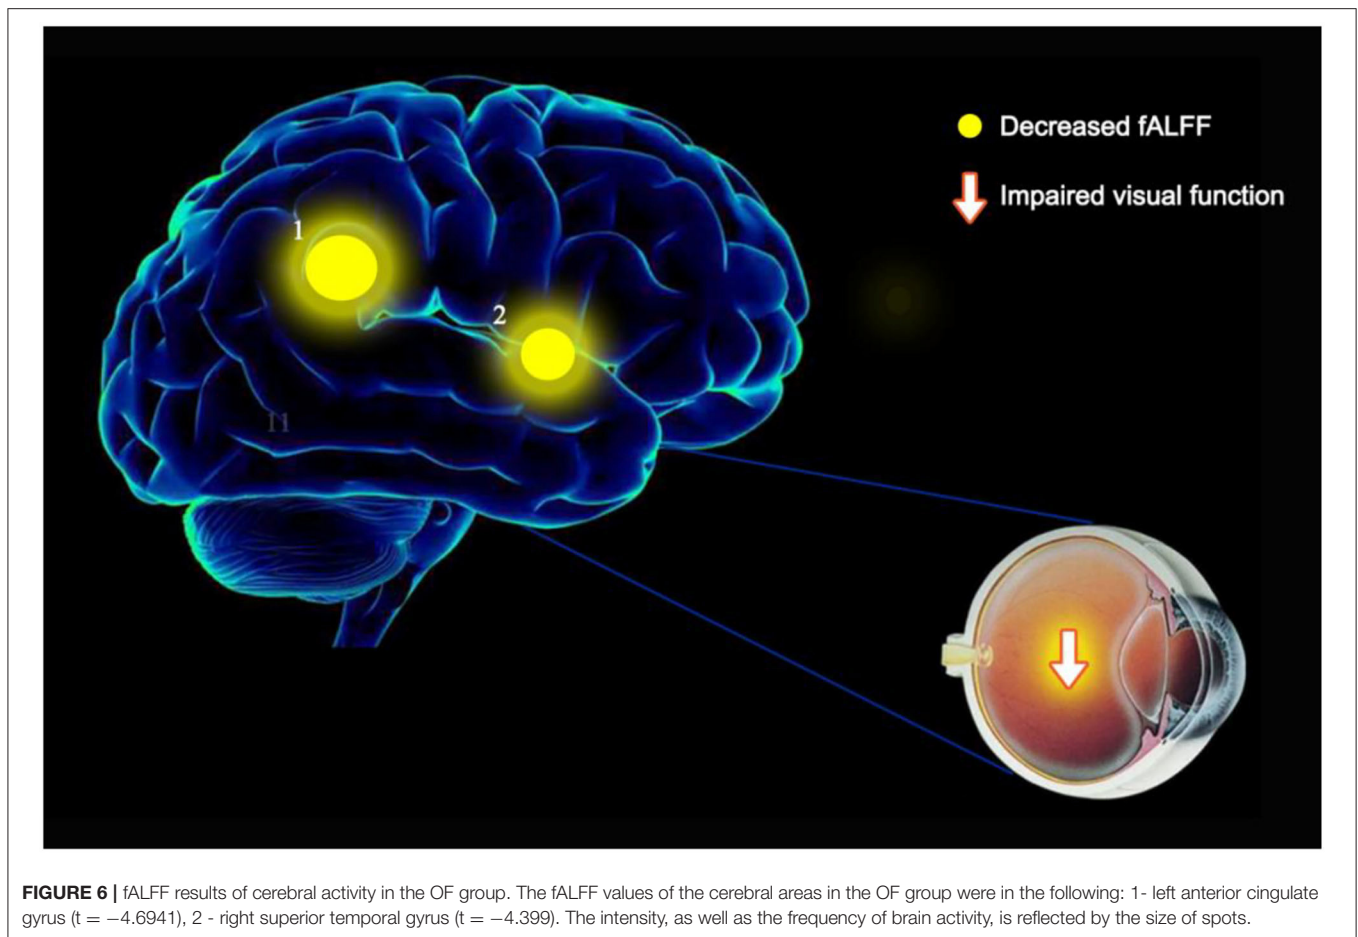 Decreased fALFF
Impaired visual function
1
2
11
FIGURE 6 | fALFF results of cerebral activity in the OF group. The fALFF values of the cerebral areas in the OF group were in the following: 1- left anterior cingulate
gyrus (t = −4.6941), 2 - right superior temporal gyrus (t = −4.399). The intensity, as well as the frequency of brain activity, is reflected by the size of spots.